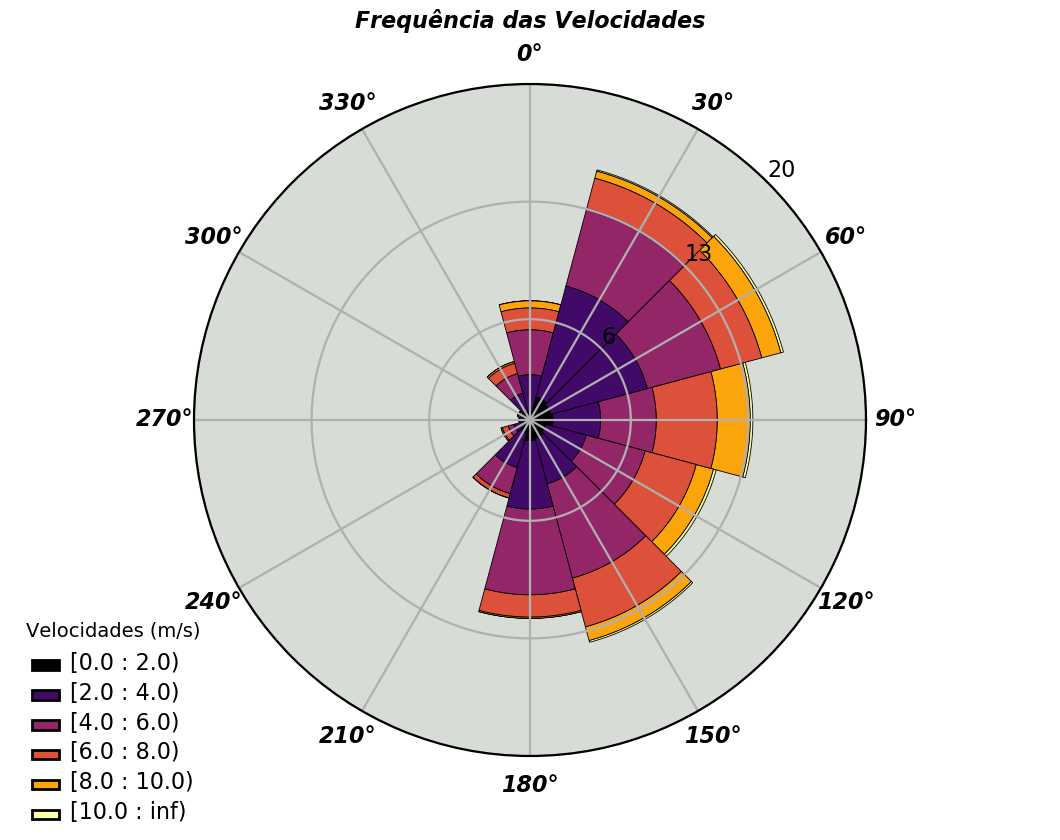 Frequência das Velocidades
0°
330°
30°
20
300°
60°
13
6
270°
90°
240°
120°
210°
150°
180°
Velocidades (m/s)
[0.0 : 2.0)
[2.0 : 4.0)
[4.0 : 6.0)
[6.0 : 8.0)
[8.0 : 10.0)
[10.0 : inf)